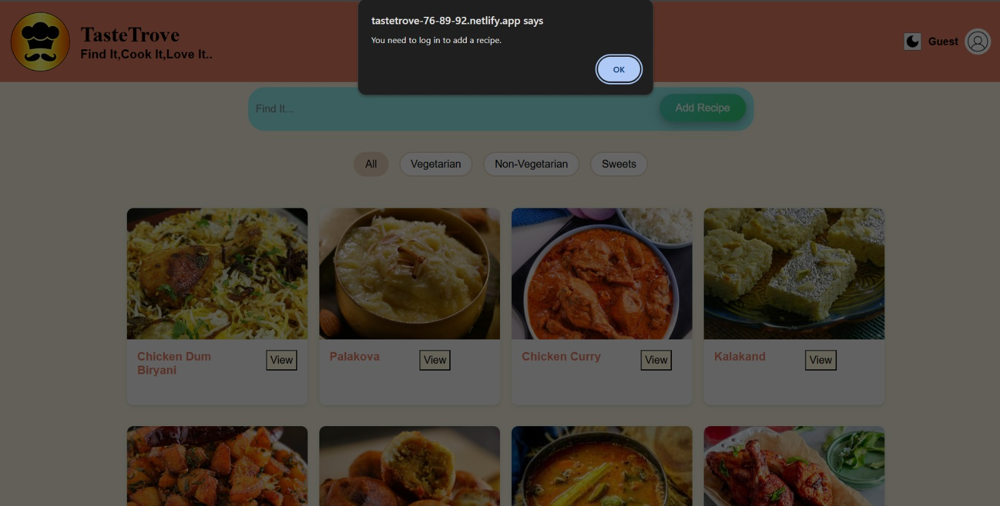 tastetrove-76-89-92.netlify.app says
You need to log in to add a recipe.
OK
TasteTrove
Find It,Cook It,Love It..
Guest
Find It...
Add Recipe
All
Vegetarian
Non-Vegetarian
Sweets
Chicken Dum
Biryani
View
Palakova
View
Chicken Curry
View
Kalakand
View